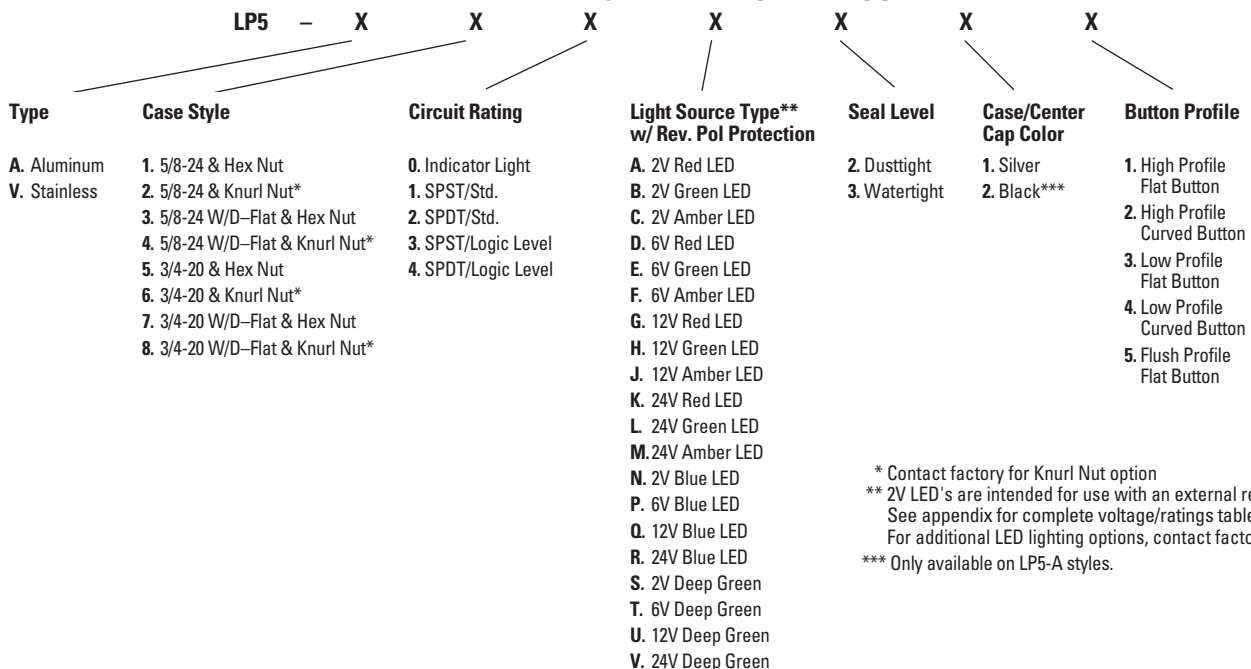 LP5 – X X X X X X X
Type
A. Aluminum
V. Stainless
Case Style
1. 5/8-24 & Hex Nut
2. 5/8-24 & Knurl Nut*
3. 5/8-24 W/D–Flat & Hex Nut
4. 5/8-24 W/D–Flat & Knurl Nut*
5. 3/4-20 & Hex Nut
6. 3/4-20 & Knurl Nut*
7. 3/4-20 W/D–Flat & Hex Nut
8. 3/4-20 W/D–Flat & Knurl Nut*
Circuit Rating
0. Indicator Light
1. SPST/Std.
2. SPDT/Std.
3. SPST/Logic Level
4. SPDT/Logic Level
Light Source Type**
w/ Rev. Pol Protection
A. 2V Red LED
B. 2V Green LED
C. 2V Amber LED
D. 6V Red LED
E. 6V Green LED
F. 6V Amber LED
G. 12V Red LED
H. 12V Green LED
J. 12V Amber LED
K. 24V Red LED
L. 24V Green LED
M. 24V Amber LED
N. 2V Blue LED
P. 6V Blue LED
Q. 12V Blue LED
R. 24V Blue LED
S. 2V Deep Green
T. 6V Deep Green
U. 12V Deep Green
V. 24V Deep Green
Seal Level
2. Dusttight
3. Watertight
Case/Center
Cap Color
1. Silver
2. Black***
Button Profile
1. High Profile
Flat Button
2. High Profile
Curved Button
3. Low Profile
Flat Button
4. Low Profile
Curved Button
5. Flush Profile
Flat Button
* Contact factory for Knurl Nut option
** 2V LED's are intended for use with an external
See appendix for complete voltage/ratings
For additional LED lighting options, contact
*** Only available on LP5-A styles.